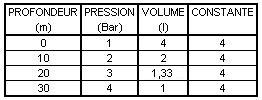 PROFONDEUR PRESSION VOLUME CONSTANTE
(m) (Bar) (l)
0 1 4 4
10 2 2 4
20 3 1,33 4
30 4 1 4